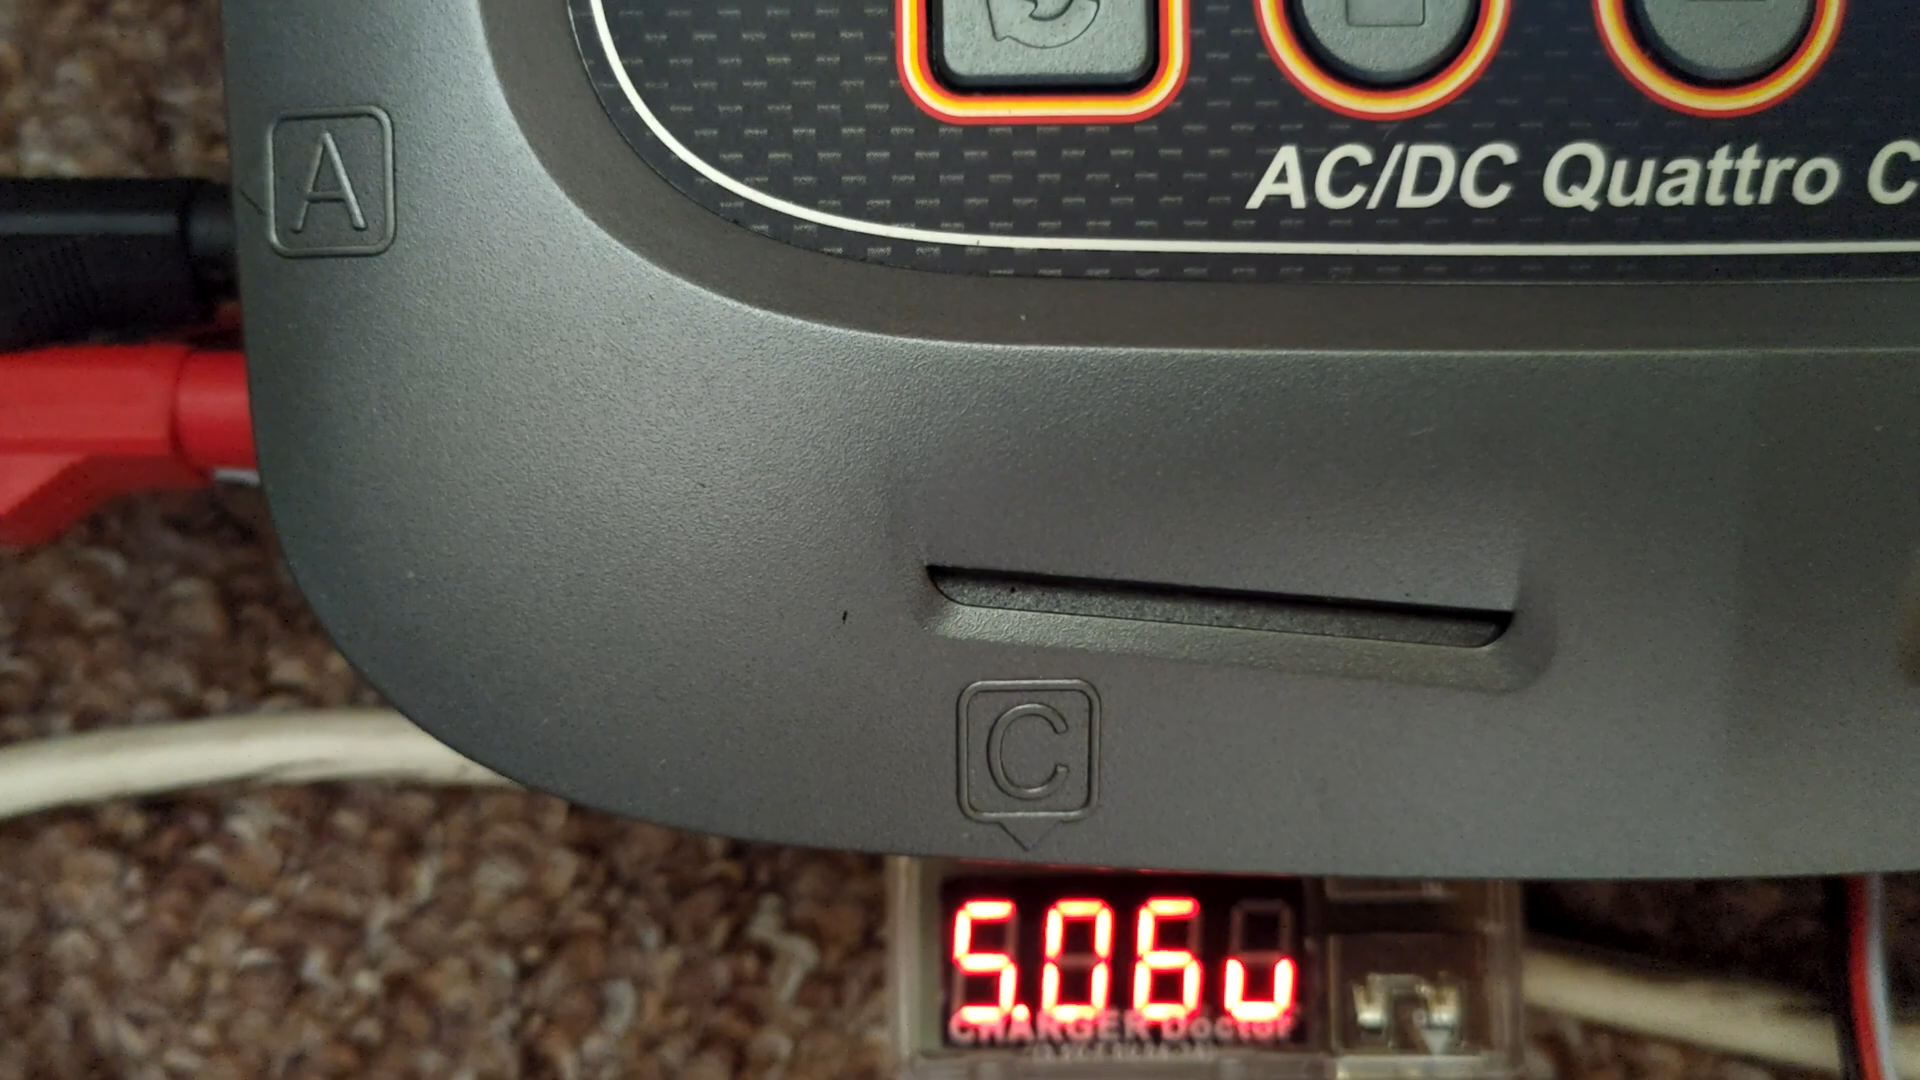 A
AC/DC Quattro C
C
5.06u
CHARGER Doctor